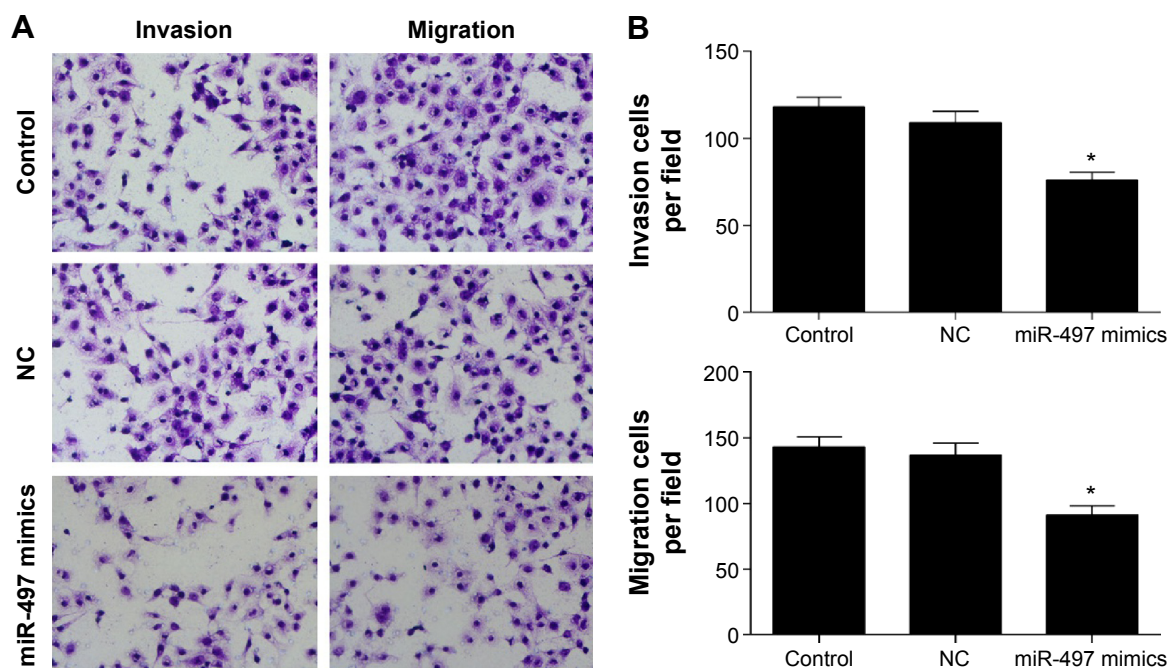 A
Invasion
Migration
Control
NC
miR-497 mimics
B
Invasion cells
per field
150
100
50
0
*
Control
NC
miR-497 mimics
Migration cells
per field
200
150
100
50
0
*
Control
NC
miR-497 mimics